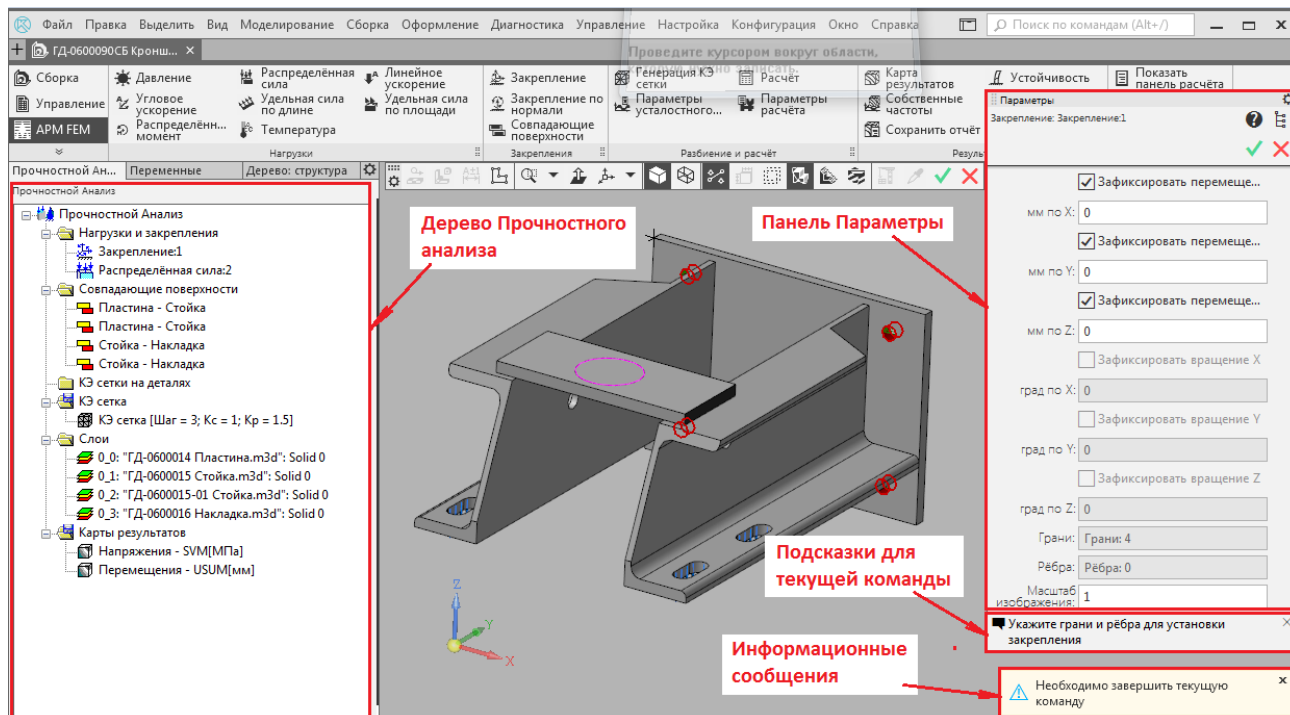 Файл Правка Выделить Вид Моделирование Сборка Оформление Диагностика Управление Настройка Конфигурация Окно Справка Поиск по командам (Alt+/)
ГД-0600090СБ Кронш...
Проведите курсором вокруг области,
которую нужно записать.
Сборка
Управление
APM FEM
Давление
Угловое
ускорение
Распределённ...
момент
Распределённая
сила
Удельная сила
по длине
Температура
Линейное
ускорение
Удельная сила
по площади
Нагрузки
Закрепление
Закрепление по
нормали
Совпадающие
поверхности
Закрепления
Генерация КЭ
сетки
Параметры
усталостного...
Расчёт
Параметры
расчёта
Разбиение и расчёт
Карта
результатов
Собственные
частоты
Сохранить отчёт
Устойчивость
Показать
панель расчёта
Резуль
Прочностной Ан...
Переменные
Дерево: структура
Прочностной Анализ
Прочностной Анализ
Нагрузки и закрепления
Закрепление:1
Распределённая сила:2
Совпадающие поверхности
Пластина - Стойка
Пластина - Стойка
Стойка - Накладка
Стойка - Накладка
КЭ сетки на деталях
КЭ сетка
КЭ сетка [Шаг = 3; Кс = 1; Кр = 1.5]
Слои
0_0: "ГД-0600014 Пластина.m3d": Solid 0
0_1: "ГД-0600015 Стойка.m3d": Solid 0
0_2: "ГД-0600015-01 Стойка.m3d": Solid 0
0_3: "ГД-0600016 Накладка.m3d": Solid 0
Карты результатов
Напряжения - SVM[МПа]
Перемещения - USUM[мм]
Дерево Прочностного
анализа
Панель Параметры
Подсказки для
текущей команды
Информационные
сообщения
Z
Y
X
Параметры
Закрепление: Закрепление:1
Зафиксировать перемеще...
мм по X: 0
Зафиксировать перемеще...
мм по Y: 0
Зафиксировать перемеще...
мм по Z: 0
Зафиксировать вращение X
град по X: 0
Зафиксировать вращение Y
град по Y: 0
Зафиксировать вращение Z
град по Z: 0
Грани: Грани: 4
Рёбра: Рёбра: 0
Масштаб
изображения: 1
Укажите грани и рёбра для установки
закрепления
Необходимо завершить текущую
команду